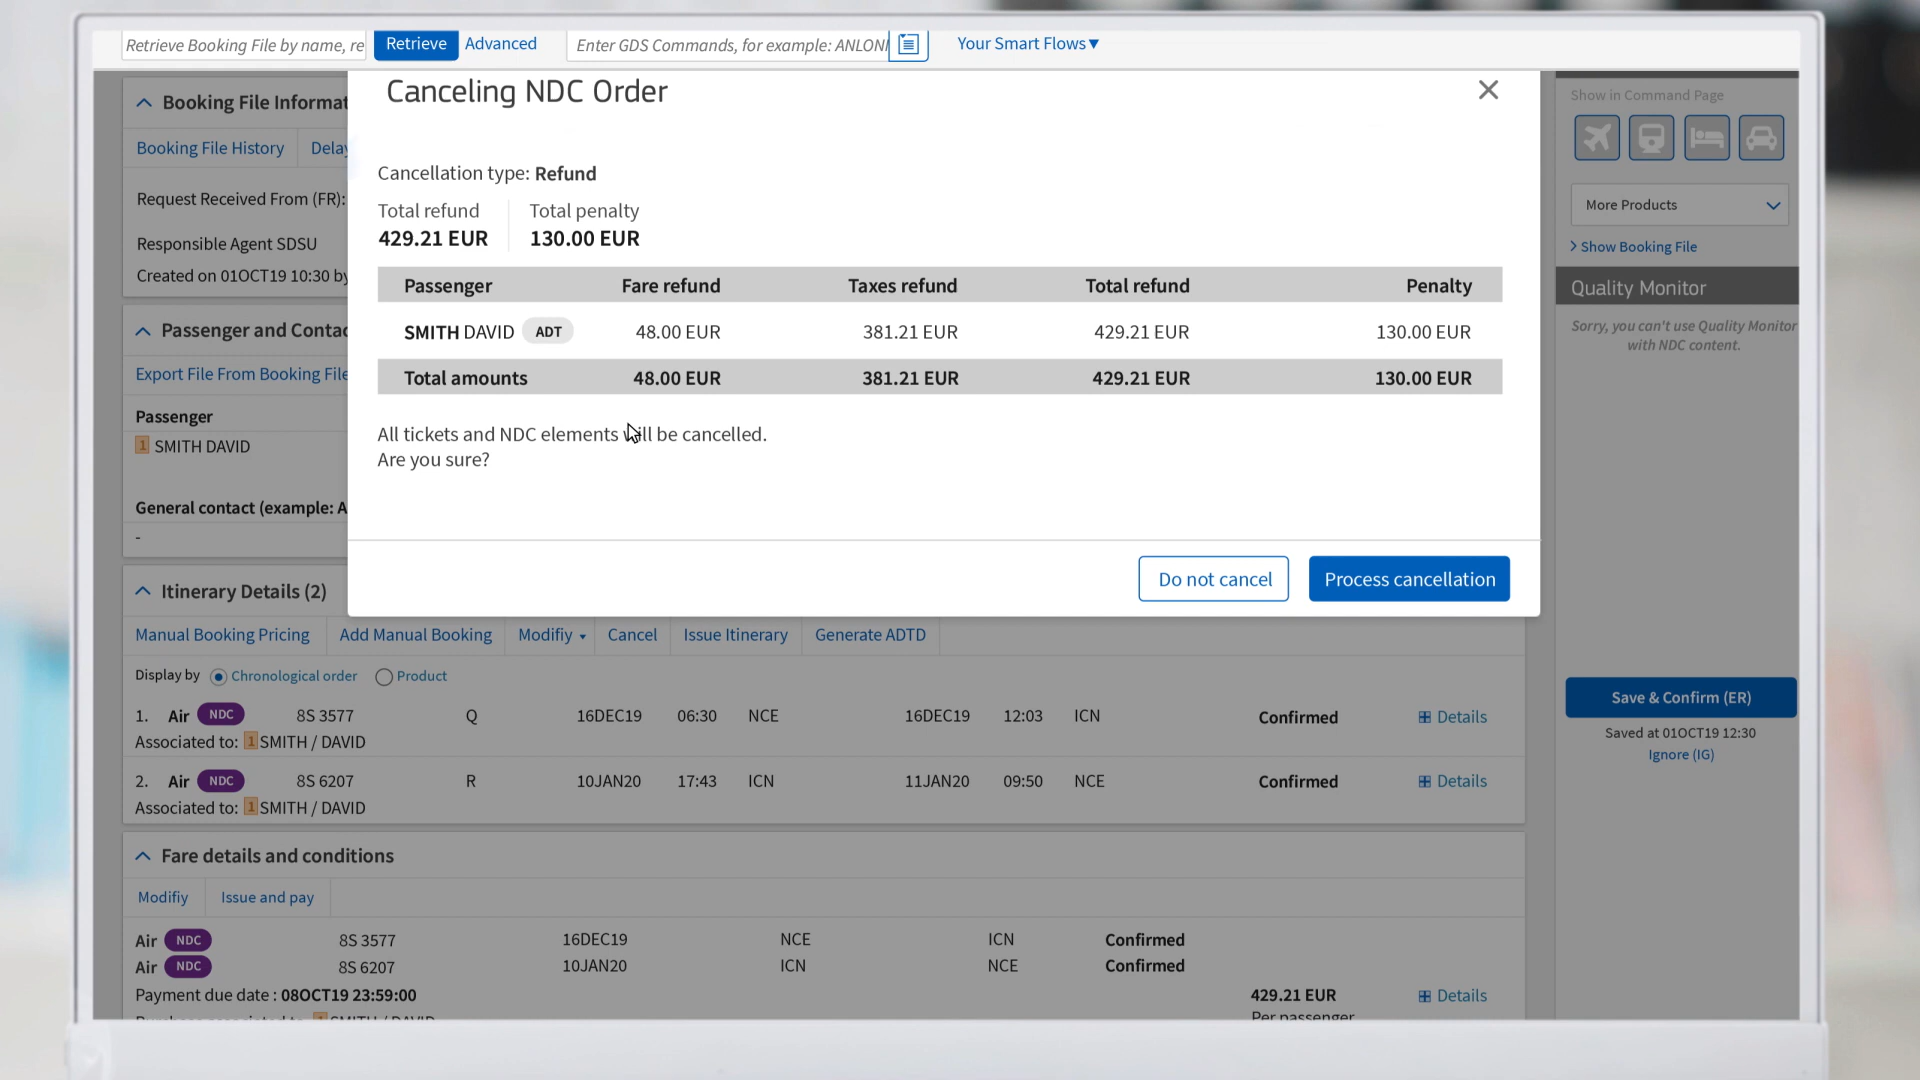 Retrieve Booking File by name, re
Retrieve
Advanced
Enter GDS Commands, for example: ANLONI
Your Smart Flows ▼
Canceling NDC Order
Cancellation type: Refund
Total refund
Total penalty
429.21 EUR
130.00 EUR
Passenger Fare refund Taxes refund Total refund Penalty
SMITH DAVID ADT 48.00 EUR 381.21 EUR 429.21 EUR 130.00 EUR
Total amounts 48.00 EUR 381.21 EUR 429.21 EUR 130.00 EUR
All tickets and NDC elements will be cancelled.
Are you sure?
Do not cancel
Process cancellation
Booking File Informat
Booking File History
Delay
Request Received From (FR):
Responsible Agent SDSU
Created on 01OCT19 10:30 by
Passenger and Contac
Export File From Booking File
Passenger
1 SMITH DAVID
General contact (example: A
-
Itinerary Details (2)
Manual Booking Pricing
Add Manual Booking
Modifiy
Cancel
Issue Itinerary
Generate ADTD
Display by Chronological order Product
1. Air NDC 8S 3577 Q 16DEC19 06:30 NCE 16DEC19 12:03 ICN Confirmed Details
Associated to: 1 SMITH / DAVID
2. Air NDC 8S 6207 R 10JAN20 17:43 ICN 11JAN20 09:50 NCE Confirmed Details
Associated to: 1 SMITH / DAVID
Fare details and conditions
Modifiy
Issue and pay
Air NDC 8S 3577 16DEC19 NCE ICN Confirmed
Air NDC 8S 6207 10JAN20 ICN NCE Confirmed
Payment due date : 08OCT19 23:59:00 429.21 EUR Details
Per passenger
Show in Command Page
More Products
Show Booking File
Quality Monitor
Sorry, you can't use Quality Monitor
with NDC content.
Save & Confirm (ER)
Saved at 01OCT19 12:30
Ignore (IG)